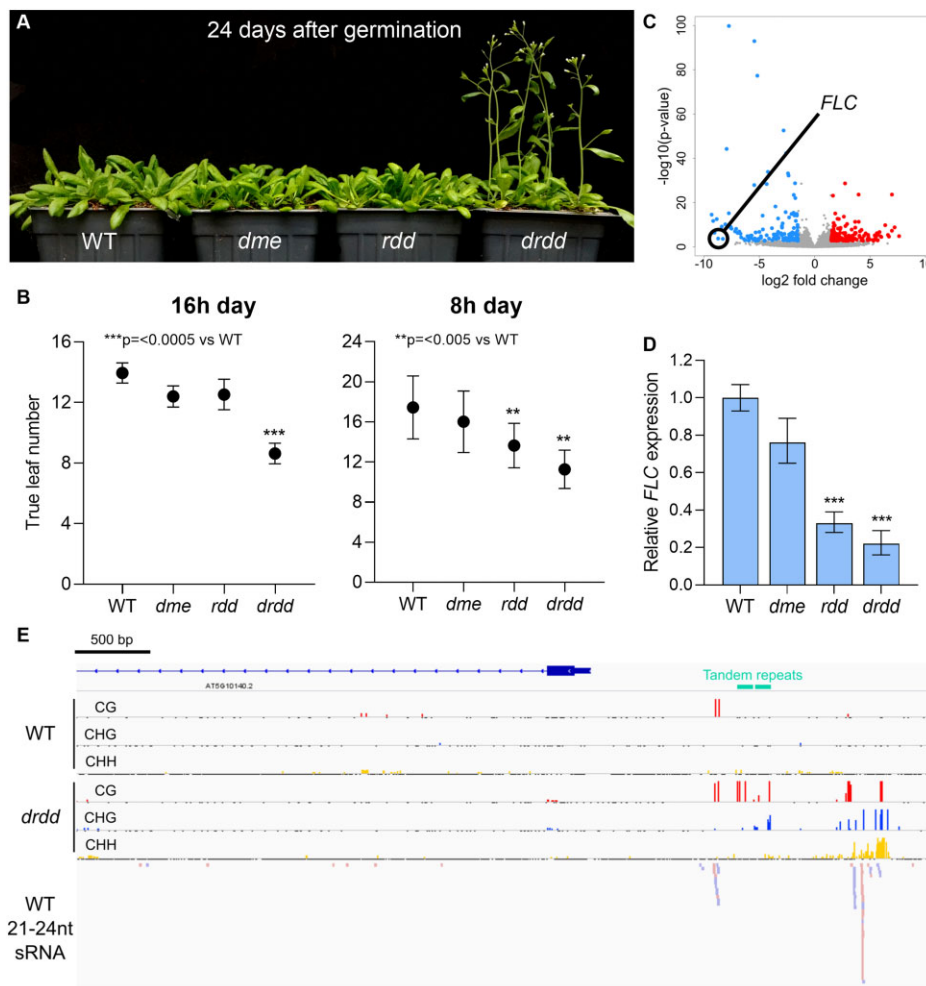 A
24 days after germination
WT
dme
rdd
drdd
B
16h day
***p=<0.0005 vs WT
True leaf number
16
12
8
4
0
***
WT
dme
rdd
drdd
8h day
**p=<0.005 vs WT
24
20
16
12
8
4
0
**
**
WT
dme
rdd
drdd
C
FLC
-log10(p-value)
100
80
60
40
20
0
-10
-5
0
5
10
log2 fold change
D
Relative FLC expression
1.2
1.0
0.8
0.6
0.4
0.2
0.0
***
***
WT
dme
rdd
drdd
E
500 bp
AT5G10140.2
Tandem repeats
WT
CG
CHG
CHH
drdd
CG
CHG
CHH
WT
21-24nt
sRNA